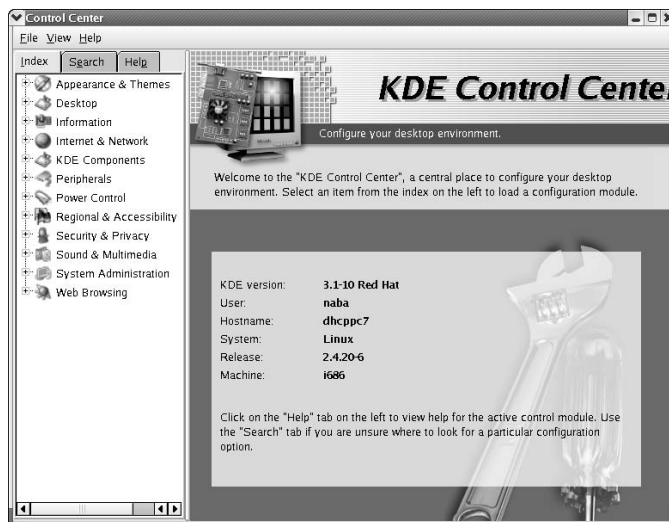 Control Center
File View Help
Index Search Help
Appearance & Themes
Desktop
Information
Internet & Network
KDE Components
Peripherals
Power Control
Regional & Accessibility
Security & Privacy
Sound & Multimedia
System Administration
Web Browsing
KDE Control Cente
Configure your desktop environment.
Welcome to the "KDE Control Center", a central place to configure your desktop
environment. Select an item from the index on the left to load a configuration module.
KDE version: 3.1-10 Red Hat
User: naba
Hostname: dhcppc7
System: Linux
Release: 2.4.20-6
Machine: i686
Click on the "Help" tab on the left to view help for the active control module. Use
the "Search" tab if you are unsure where to look for a particular configuration
option.